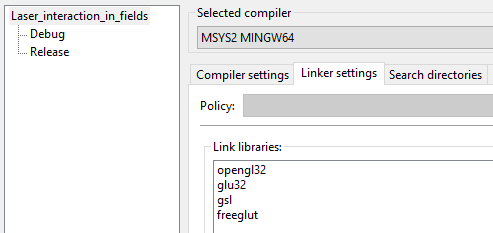 Laser_interaction_in_fields
Debug
Release
Selected compiler
MSYS2 MINGW64
Compiler settings
Linker settings
Search directories
Policy:
Link libraries:
opengl32
glu32
gsl
freeglut